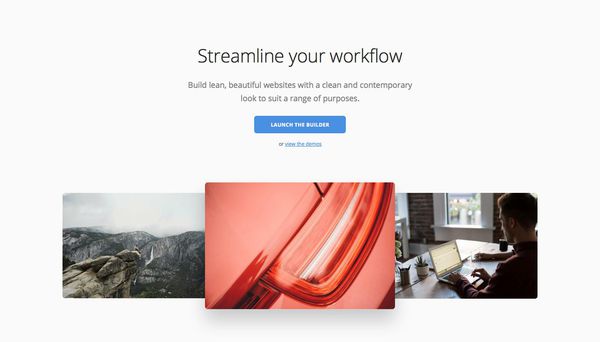 Streamline your workflow
Build lean, beautiful websites with a clean and contemporary
look to suit a range of purposes.
LAUNCH THE BUILDER
or view the demos